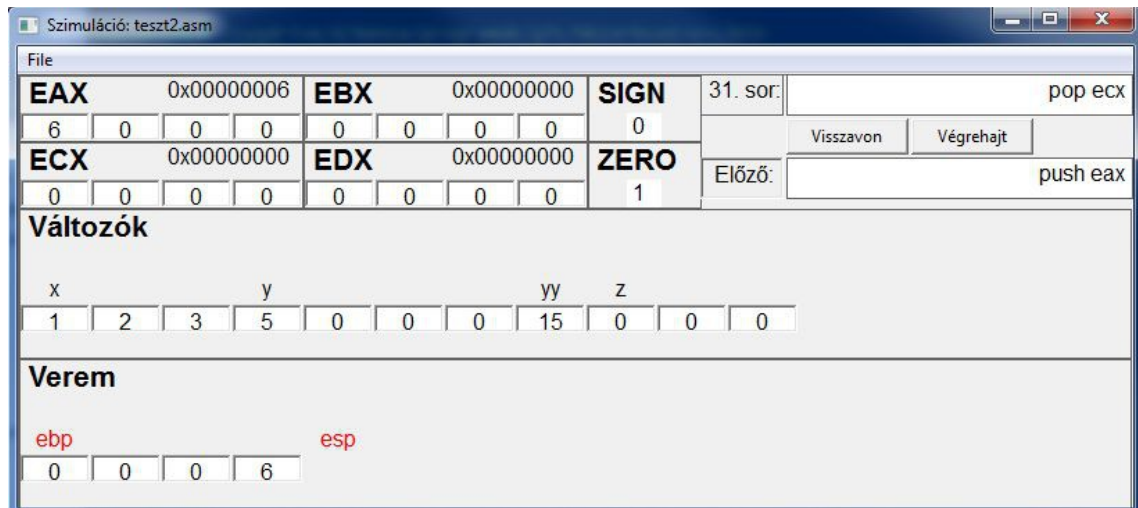 Szimuláció: teszt2.asm
File
EAX 0x00000006 EBX 0x00000000 SIGN 31. sor: pop ecx
6 0 0 0 0 0 0 0 0 Visszavon Végrehajt
ECX 0x00000000 EDX 0x00000000 ZERO Előző: push eax
0 0 0 0 0 0 0 0 1
Változók
x y yy z
1 2 3 5 0 0 0 15 0 0 0
Verem
ebp esp
0 0 0 6